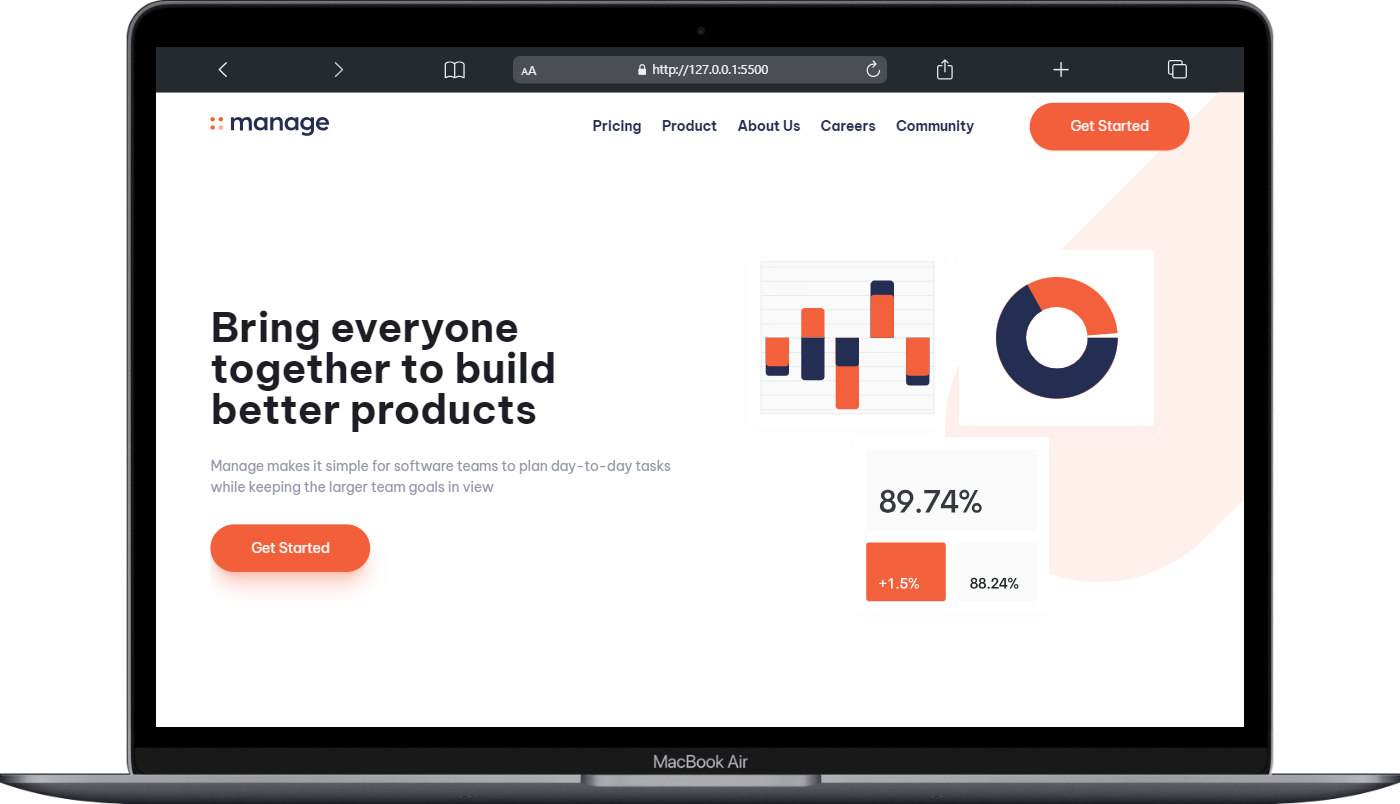 AA http://127.0.0.1:5500
manage Pricing Product About Us Careers Community Get Started
Bring everyone
together to build
better products
Manage makes it simple for software teams to plan day-to-day tasks
while keeping the larger team goals in view
Get Started
89.74%
+1.5% 88.24%
MacBook Air